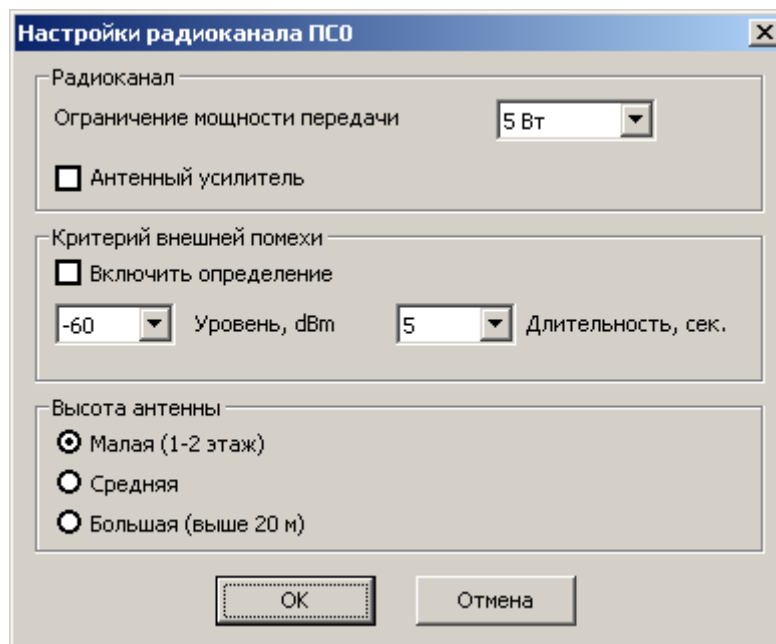 Настройки радиоканала ПС0
Радиоканал
Ограничение мощности передачи 5 Вт
Антенный усилитель
Критерий внешней помехи
Включить определение
-60 Уровень, dBm 5 Длительность, сек.
Высота антенны
Малая (1-2 этаж)
Средняя
Большая (выше 20 м)
OK Отмена